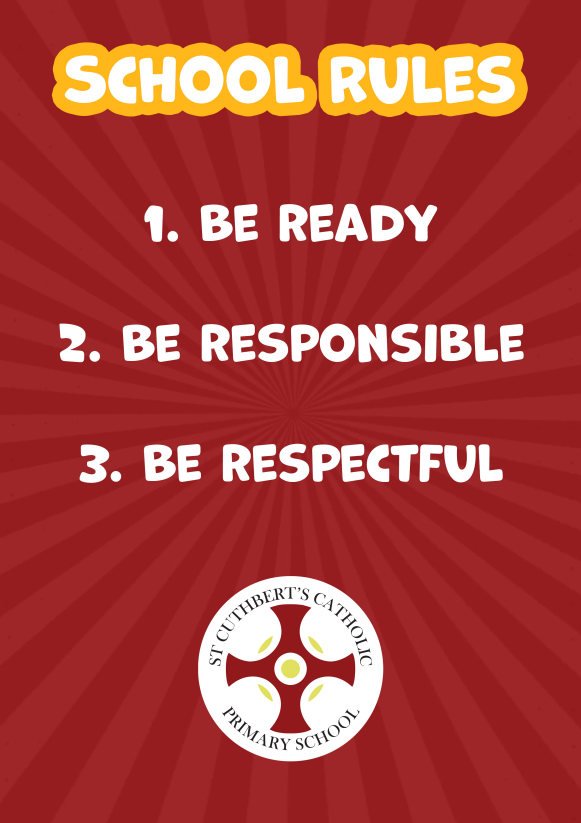 SCHOOL RULES
1. BE READY
2. BE RESPONSIBLE
3. BE RESPECTFUL
ST CUTHBERT'S CATHOLIC
PRIMARY SCHOOL